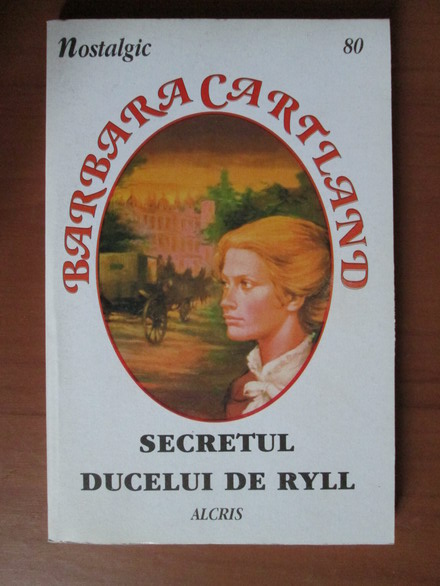 Nostalgic 80
BARBARA CARTLAND
SECRETUL
DUCELUI DE RYLL
ALCRIS